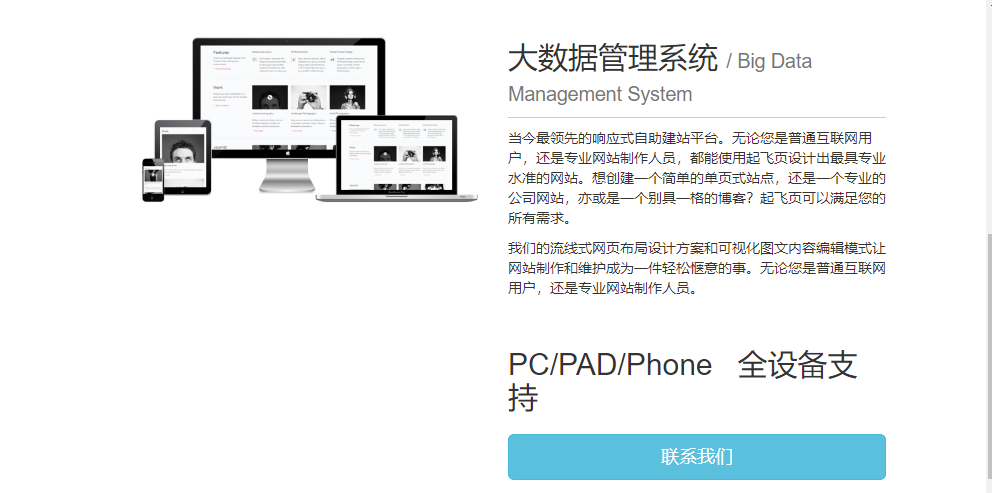 Features
Work
大数据管理系统 / Big Data
Management System
当今最领先的响应式自助建站平台。无论您是普通互联网用
户，还是专业网站制作人员，都能使用起飞页设计出最具专业
水准的网站。想创建一个简单的单页式站点，还是一个专业的
公司网站，亦或是一个别具一格的博客？起飞页可以满足您的
所有需求。
我们的流线式网页布局设计方案和可视化图文内容编辑模式让
网站制作和维护成为一件轻松惬意的事。无论您是普通互联网
用户，还是专业网站制作人员。
PC/PAD/Phone 全设备支
持
联系我们